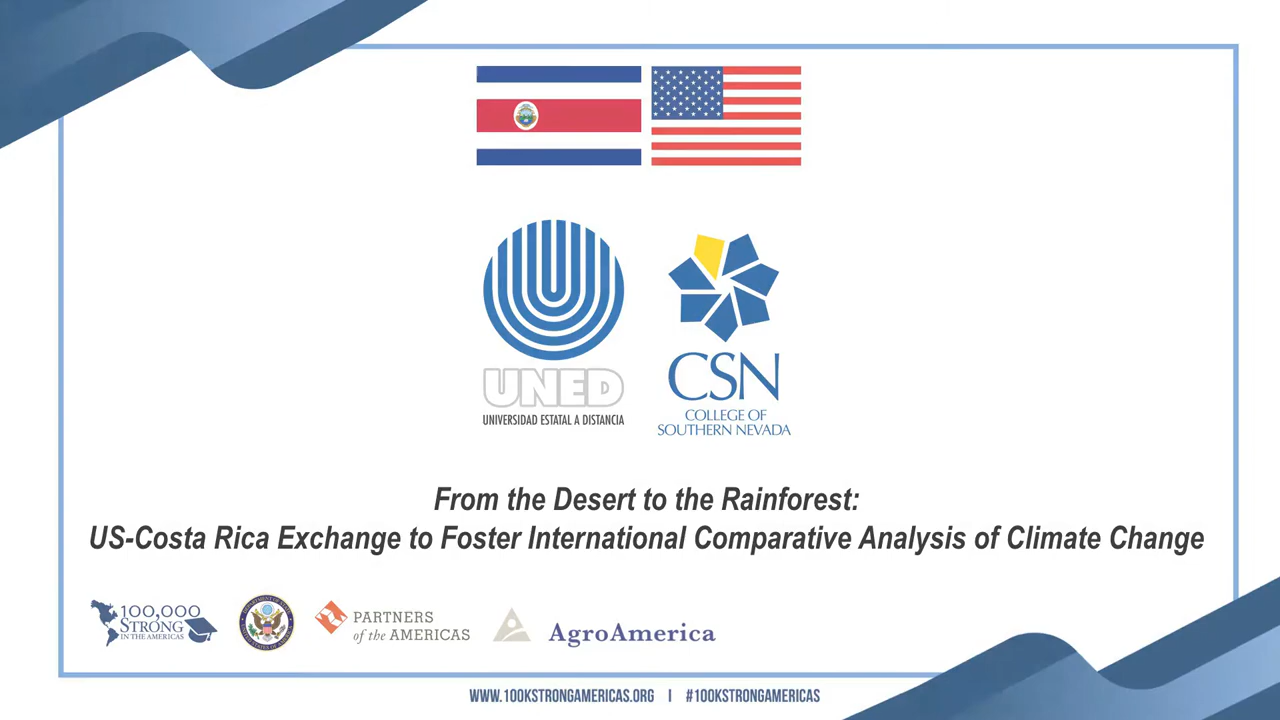 UNED
UNIVERSIDAD ESTATAL A DISTANCIA
CSN
COLLEGE OF
SOUTHERN NEVADA
From the Desert to the Rainforest:
US-Costa Rica Exchange to Foster International Comparative Analysis of Climate Change
100,000
STRONG
IN THE AMERICAS
PARTNERS
of the AMERICAS
AgroAmerica
WWW.100KSTRONGAMERICAS.ORG I #100KSTRONGAMERICAS